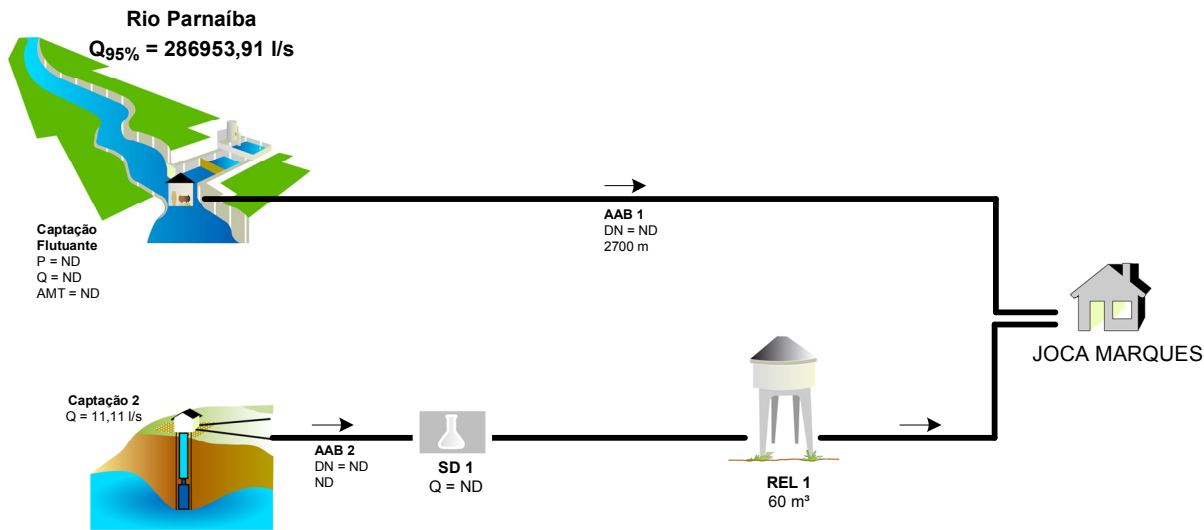 Rio Parnaíba
Q95% = 286953,91 l/s
Captação
Flutuante
P = ND
Q = ND
AMT = ND
AAB 1
DN = ND
2700 m
JOCA MARQUES
Captação 2
Q = 11,11 l/s
AAB 2
DN = ND
ND
SD 1
Q = ND
REL 1
60 m³